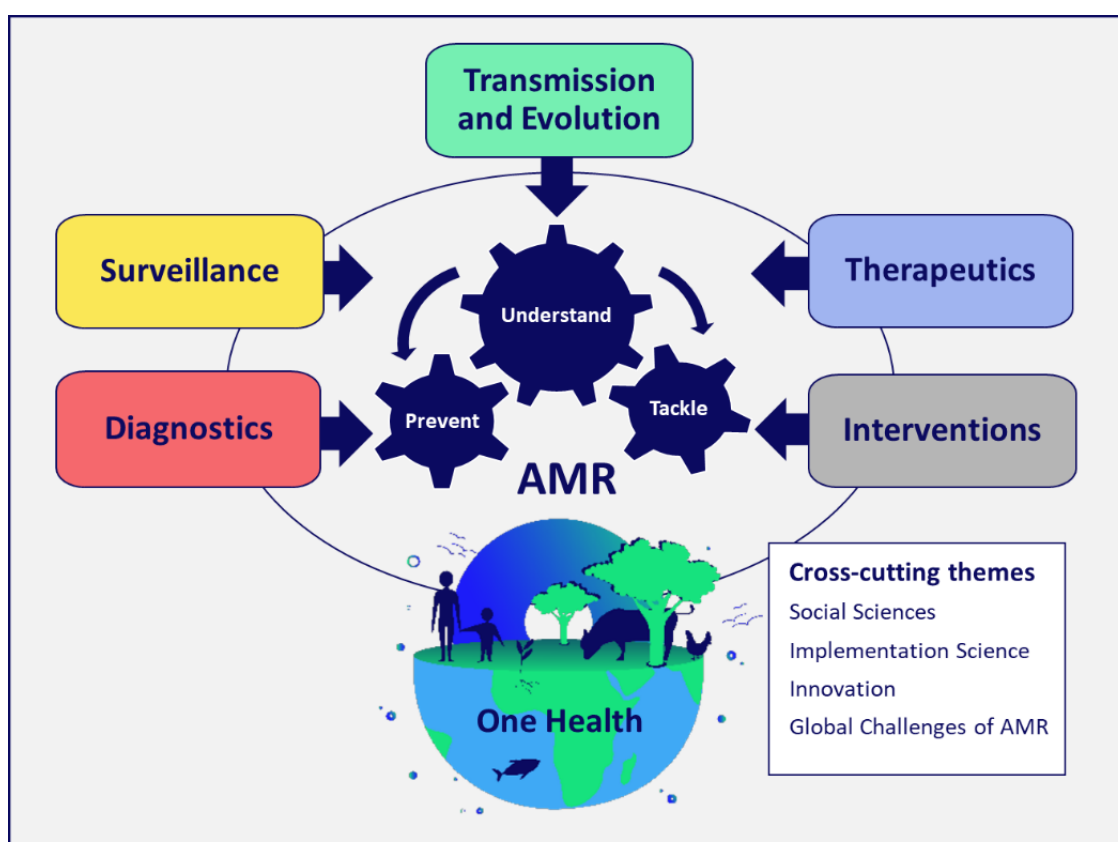 Transmission
and Evolution
Surveillance
Therapeutics
Understand
Diagnostics
Prevent
Tackle
Interventions
AMR
One Health
Cross-cutting themes
Social Sciences
Implementation Science
Innovation
Global Challenges of AMR